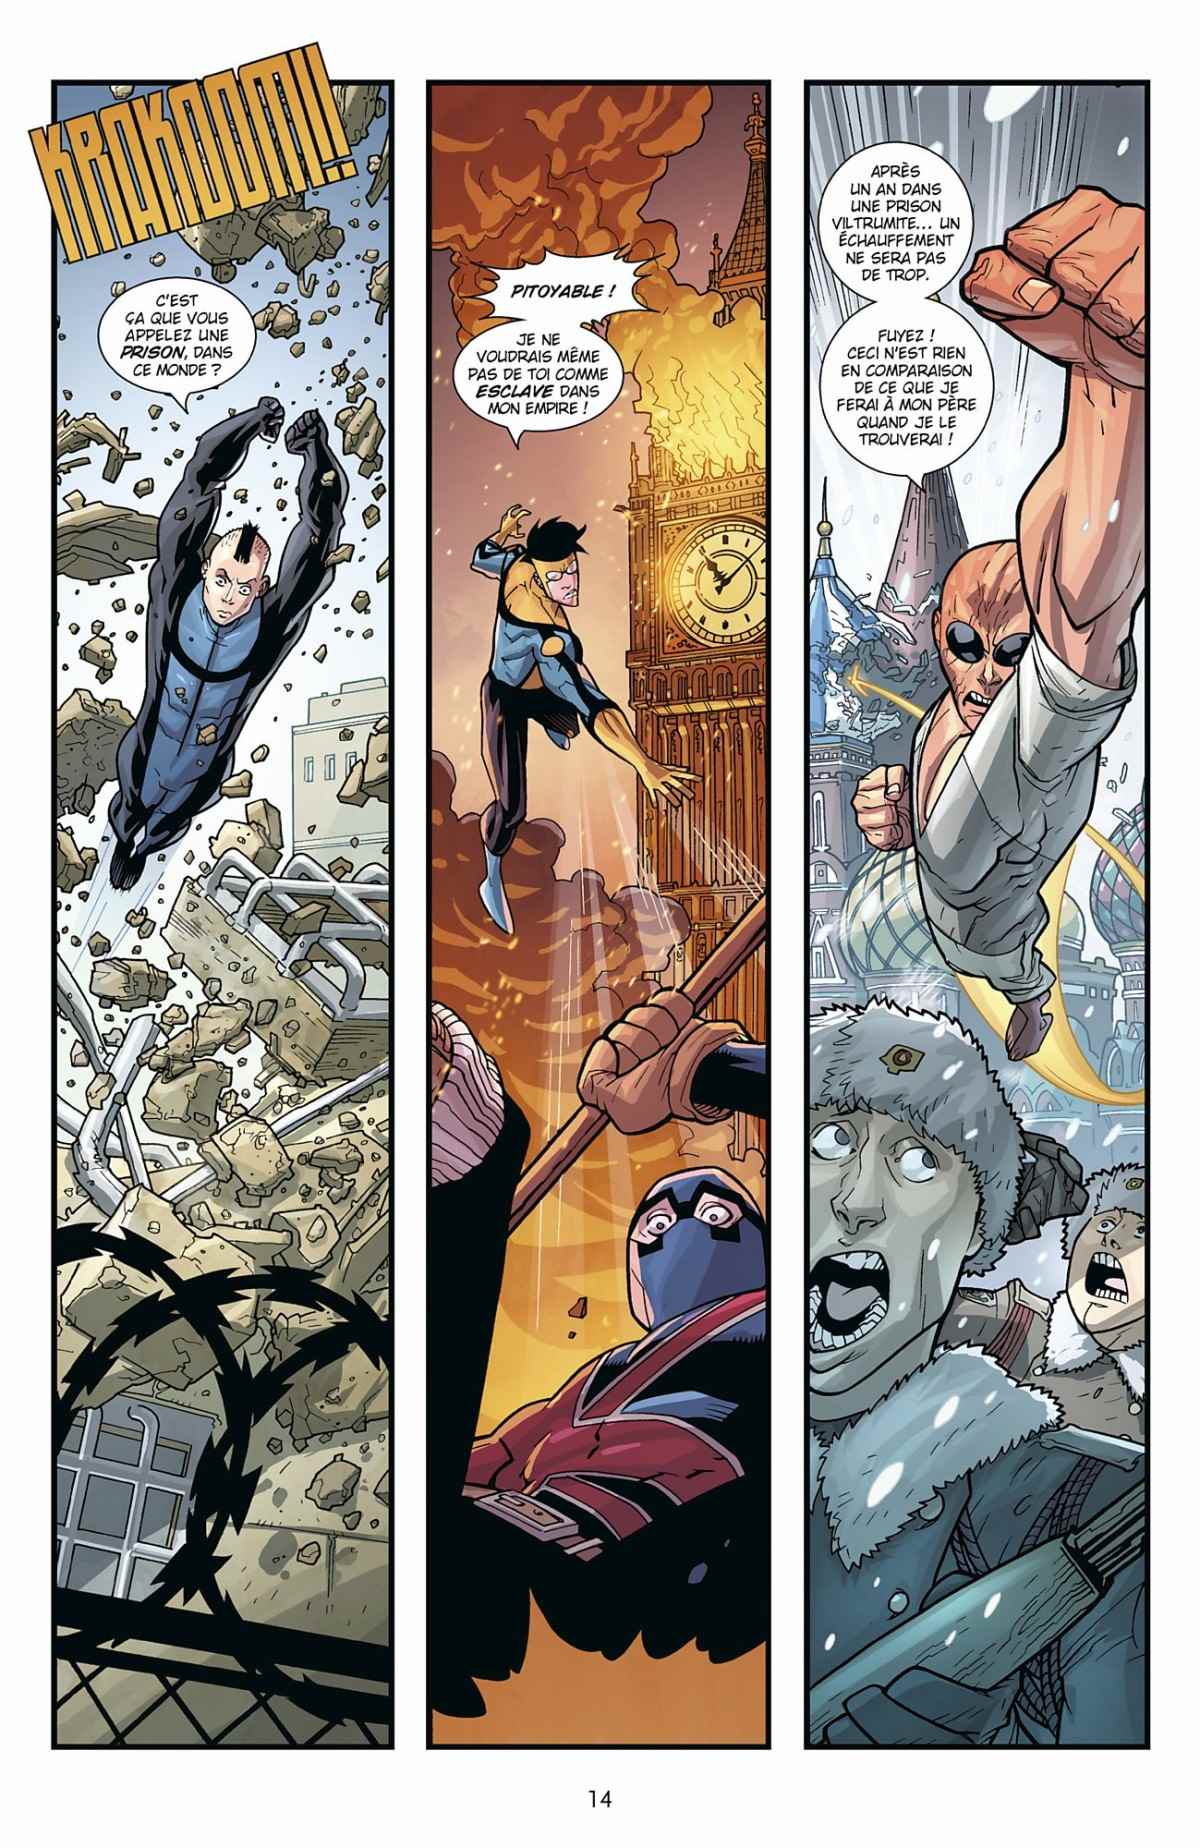 KRAKOOM!!
C'EST
ÇA QUE VOUS
APPELEZ UNE
PRISON, DANS
CE MONDE ?
PITOYABLE !
JE NE
VOUDRAIS MÊME
PAS DE TOI COMME
ESCLAVE DANS
MON EMPIRE !
APRÈS
UN AN DANS
UNE PRISON
VILTRUMITE... UN
ÉCHAUFFEMENT
NE SERA PAS
DE TROP.
FUYEZ !
CECI N'EST RIEN
EN COMPARAISON
DE CE QUE JE
FERAI À MON PÈRE
QUAND JE LE
TROUVERAI !
14